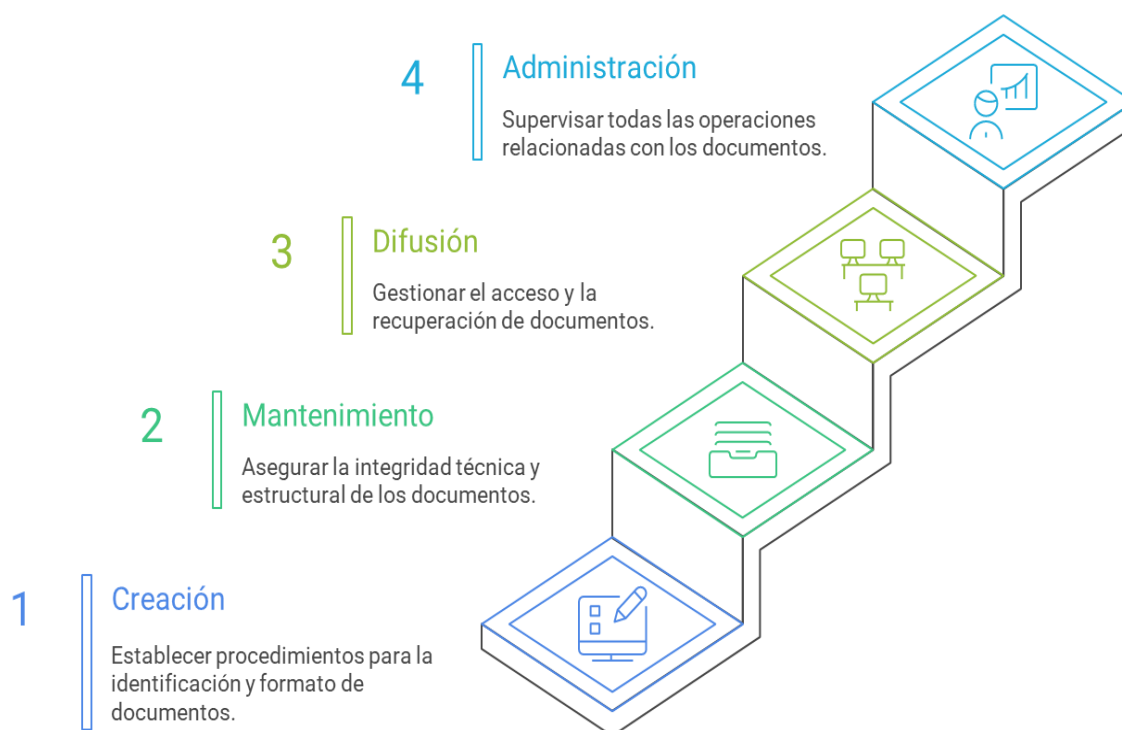 4
Administración
Supervisar todas las operaciones
relacionadas con los documentos.
3
Difusión
Gestionar el acceso y la
recuperación de documentos.
2
Mantenimiento
Asegurar la integridad técnica y
estructural de los documentos.
1
Creación
Establecer procedimientos para la
identificación y formato de
documentos.